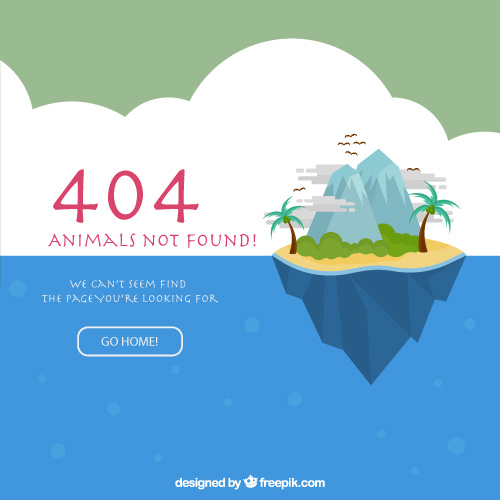 404
ANIMALS NOT FOUND!
WE CAN'T SEEM FIND
THE PAGE YOU'RE LOOKING FOR
GO HOME!
designed by freepik.com